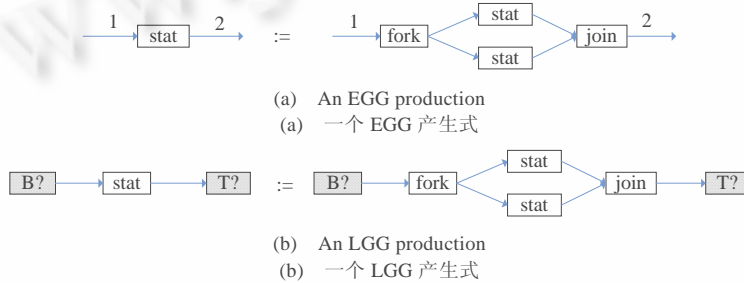 1 stat 2 := 1 fork stat stat join 2
(a) An EGG production
(a) 一个 EGG 产生式
B? stat T? := B? fork stat stat join T?
(b) An LGG production
(b) 一个 LGG 产生式